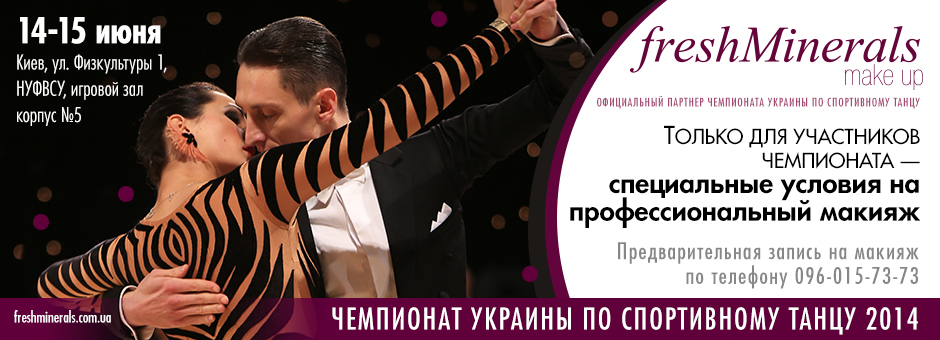 14-15 июня
Киев, ул. Физкультуры 1,
НУФВСУ, игровой зал
корпус №5
freshMinerals
make up
ОФИЦИАЛЬНЫЙ ПАРТНЕР ЧЕМПИОНАТА УКРАИНЫ ПО СПОРТИВНОМУ ТАНЦУ
Только для участников
чемпионата —
специальные условия на
профессиональный макияж
Предварительная запись на макияж
по телефону 096-015-73-73
freshminerals.com.ua
ЧЕМПИОНАТ УКРАИНЫ ПО СПОРТИВНОМУ ТАНЦУ 2014